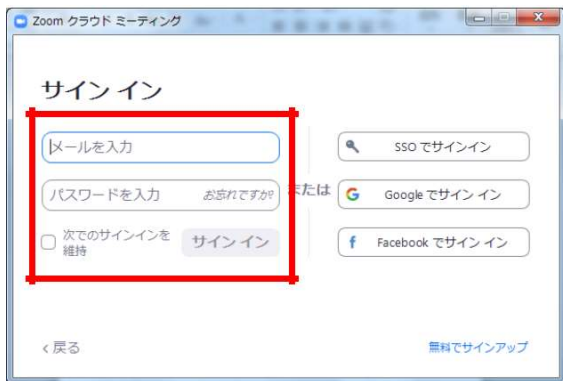 Zoom クラウド ミーティング
サイン イン
メールを入力
パスワードを入力 お忘れですか?
次でのサインインを
維持
サイン イン
または
SSO でサインイン
Google でサイン イン
Facebook でサイン イン
く戻る
無料でサインアップ